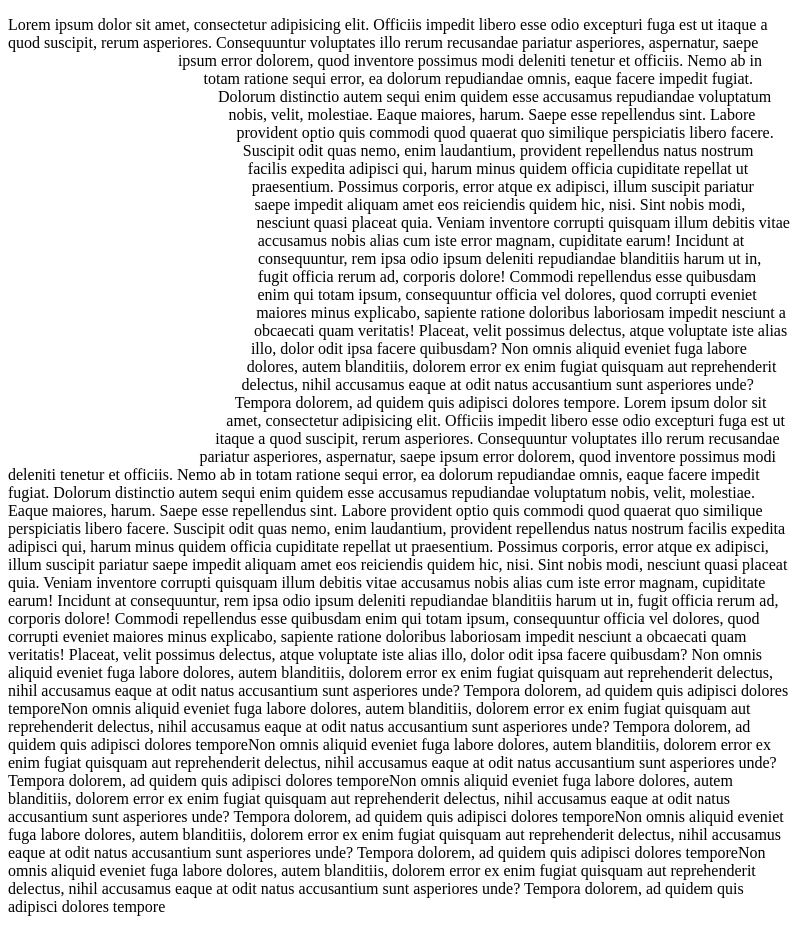 Lorem ipsum dolor sit amet, consectetur adipisicing elit. Officiis impedit libero esse odio excepturi fuga est ut itaque a
quod suscipit, rerum asperiores. Consequuntur voluptates illo rerum recusandae pariatur asperiores, aspernatur, saepe
ipsum error dolorem, quod inventore possimus modi deleniti tenetur et officiis. Nemo ab in
totam ratione sequi error, ea dolorum repudiandae omnis, eaque facere impedit fugiat.
Dolorum distinctio autem sequi enim quidem esse accusamus repudiandae voluptatum
nobis, velit, molestiae. Eaque maiores, harum. Saepe esse repellendus sint. Labore
provident optio quis commodi quod quaerat quo similique perspiciatis libero facere.
Suscipit odit quas nemo, enim laudantium, provident repellendus natus nostrum
facilis expedita adipisci qui, harum minus quidem officia cupiditate repellat ut
praesentium. Possimus corporis, error atque ex adipisci, illum suscipit pariatur
saepe impedit aliquam amet eos reiciendis quidem hic, nisi. Sint nobis modi,
nesciunt quasi placeat quia. Veniam inventore corrupti quisquam illum debitis vitae
accusamus nobis alias cum iste error magnam, cupiditate earum! Incidunt at
consequuntur, rem ipsa odio ipsum deleniti repudiandae blanditiis harum ut in,
fugit officia rerum ad, corporis dolore! Commodi repellendus esse quibusdam
enim qui totam ipsum, consequuntur officia vel dolores, quod corrupti eveniet
maiores minus explicabo, sapiente ratione doloribus laboriosam impedit nesciunt a
obcaecati quam veritatis! Placeat, velit possimus delectus, atque voluptate iste alias
illo, dolor odit ipsa facere quibusdam? Non omnis aliquid eveniet fuga labore
dolores, autem blanditiis, dolorem error ex enim fugiat quisquam aut reprehenderit
delectus, nihil accusamus eaque at odit natus accusantium sunt asperiores unde?
Tempora dolorem, ad quidem quis adipisci dolores tempore. Lorem ipsum dolor sit
amet, consectetur adipisicing elit. Officiis impedit libero esse odio excepturi fuga est ut
itaque a quod suscipit, rerum asperiores. Consequuntur voluptates illo rerum recusandae
pariatur asperiores, aspernatur, saepe ipsum error dolorem, quod inventore possimus modi
deleniti tenetur et officiis. Nemo ab in totam ratione sequi error, ea dolorum repudiandae omnis, eaque facere impedit
fugiat. Dolorum distinctio autem sequi enim quidem esse accusamus repudiandae voluptatum nobis, velit, molestiae.
Eaque maiores, harum. Saepe esse repellendus sint. Labore provident optio quis commodi quod quaerat quo similique
perspiciatis libero facere. Suscipit odit quas nemo, enim laudantium, provident repellendus natus nostrum facilis expedita
adipisci qui, harum minus quidem officia cupiditate repellat ut praesentium. Possimus corporis, error atque ex adipisci,
illum suscipit pariatur saepe impedit aliquam amet eos reiciendis quidem hic, nisi. Sint nobis modi, nesciunt quasi placeat
quia. Veniam inventore corrupti quisquam illum debitis vitae accusamus nobis alias cum iste error magnam, cupiditate
earum! Incidunt at consequuntur, rem ipsa odio ipsum deleniti repudiandae blanditiis harum ut in, fugit officia rerum ad,
corporis dolore! Commodi repellendus esse quibusdam enim qui totam ipsum, consequuntur officia vel dolores, quod
corrupti eveniet maiores minus explicabo, sapiente ratione doloribus laboriosam impedit nesciunt a obcaecati quam
veritatis! Placeat, velit possimus delectus, atque voluptate iste alias illo, dolor odit ipsa facere quibusdam? Non omnis
aliquid eveniet fuga labore dolores, autem blanditiis, dolorem error ex enim fugiat quisquam aut reprehenderit delectus,
nihil accusamus eaque at odit natus accusantium sunt asperiores unde? Tempora dolorem, ad quidem quis adipisci dolores
temporeNon omnis aliquid eveniet fuga labore dolores, autem blanditiis, dolorem error ex enim fugiat quisquam aut
reprehenderit delectus, nihil accusamus eaque at odit natus accusantium sunt asperiores unde? Tempora dolorem, ad
quidem quis adipisci dolores temporeNon omnis aliquid eveniet fuga labore dolores, autem blanditiis, dolorem error ex
enim fugiat quisquam aut reprehenderit delectus, nihil accusamus eaque at odit natus accusantium sunt asperiores unde?
Tempora dolorem, ad quidem quis adipisci dolores temporeNon omnis aliquid eveniet fuga labore dolores, autem
blanditiis, dolorem error ex enim fugiat quisquam aut reprehenderit delectus, nihil accusamus eaque at odit natus
accusantium sunt asperiores unde? Tempora dolorem, ad quidem quis adipisci dolores temporeNon omnis aliquid eveniet
fuga labore dolores, autem blanditiis, dolorem error ex enim fugiat quisquam aut reprehenderit delectus, nihil accusamus
eaque at odit natus accusantium sunt asperiores unde? Tempora dolorem, ad quidem quis adipisci dolores temporeNon
omnis aliquid eveniet fuga labore dolores, autem blanditiis, dolorem error ex enim fugiat quisquam aut reprehenderit
delectus, nihil accusamus eaque at odit natus accusantium sunt asperiores unde? Tempora dolorem, ad quidem quis
adipisci dolores tempore